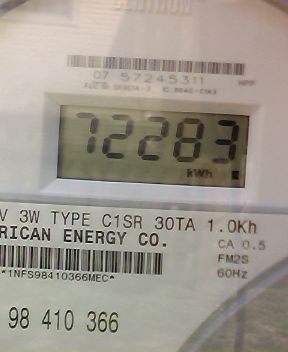 CENTRON
07 57245311
72283
kWh
V 3W TYPE C1SR 30TA 1.0Kh
RICAN ENERGY CO.
CA 0.5
FM2S
60Hz
*1NFS98410366MEC*
98 410 366